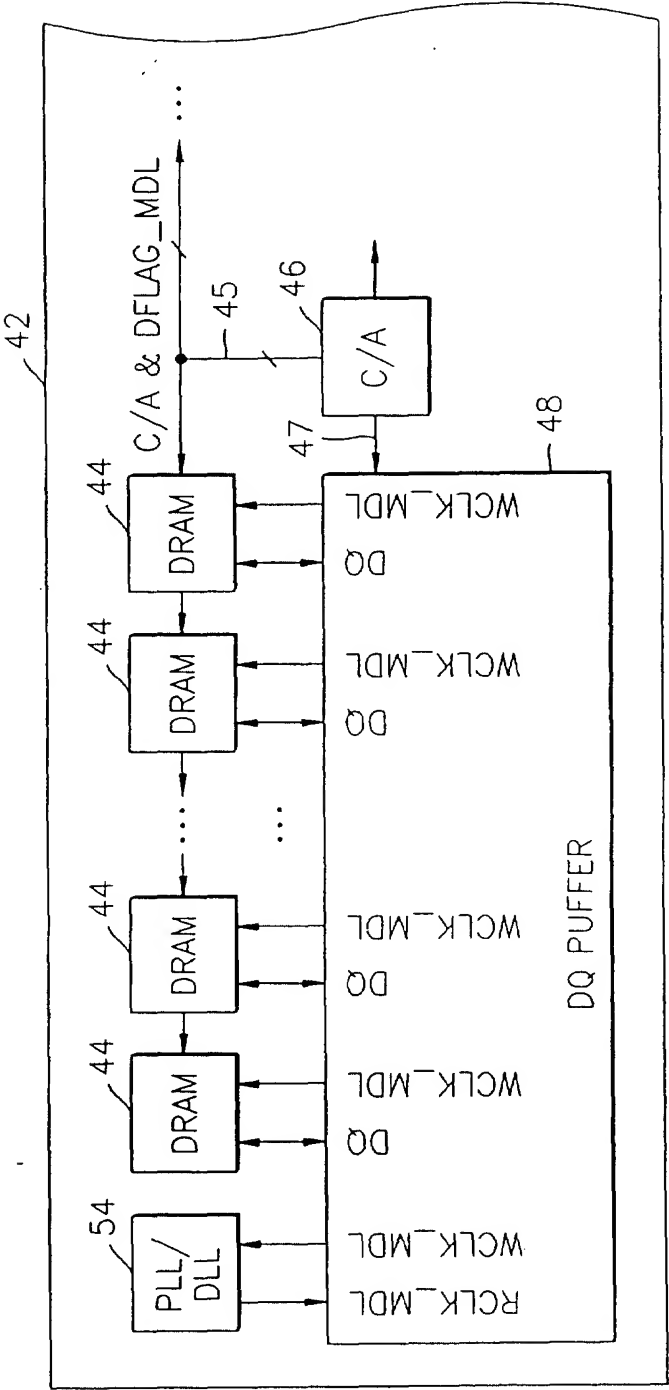 42
54
44
44
44
44
C/A & DFLAG_MDL
PLL/
DLL
DRAM
DRAM
....
DRAM
DRAM
...
45
46
47
C/A
...
RCLK_MDL
WCLK_MDL
DQ
WCLK_MDL
DQ
WCLK_MDL
DQ
WCLK_MDL
DQ
WCLK_MDL
48
DQ PUFFER